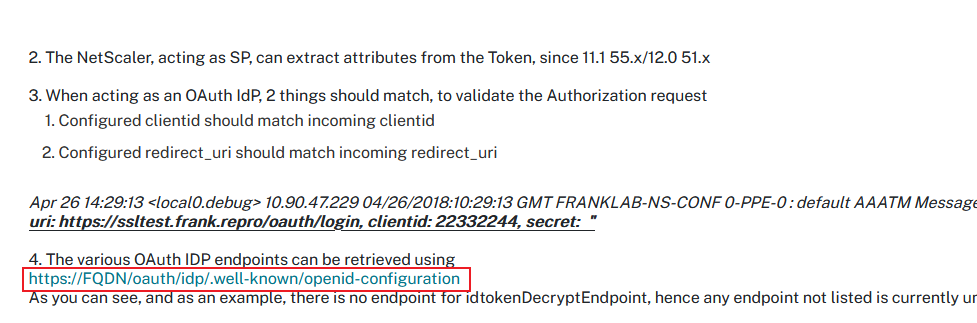 2. The NetScaler, acting as SP, can extract attributes from the Token, since 11.1 55.x/12.0 51.x
3. When acting as an OAuth IdP, 2 things should match, to validate the Authorization request
1. Configured clientid should match incoming clientid
2. Configured redirect_uri should match incoming redirect_uri
Apr 26 14:29:13 <local0.debug> 10.90.47.229 04/26/2018:10:29:13 GMT FRANKLAB-NS-CONF 0-PPE-0 : default AAATM Message
uri: https://ssltest.frank.repro/oauth/login, clientid: 22332244, secret:  "
4. The various OAuth IDP endpoints can be retrieved using
https://FQDN/oauth/idp/.well-known/openid-configuration
As you can see, and as an example, there is no endpoint for idtokenDecryptEndpoint, hence any endpoint not listed is currently